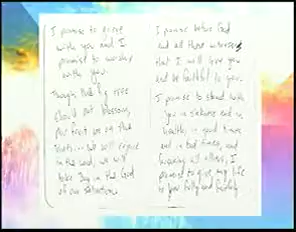 I promise to grow
with you and I
promise to worship
with you.
Though the fig tree
should not blossom,
nor fruit be on the
vines... we will rejoice
in the Lord, we will
take Joy in the God
of our salvation.
I promise before God
and all these witnesses
that I will love you
and be faithful to you.
I promise to stand with
you in sickness and in
health, in good times
and in bad times, and
forsaking all others, I
promise to give my life
to you fully and